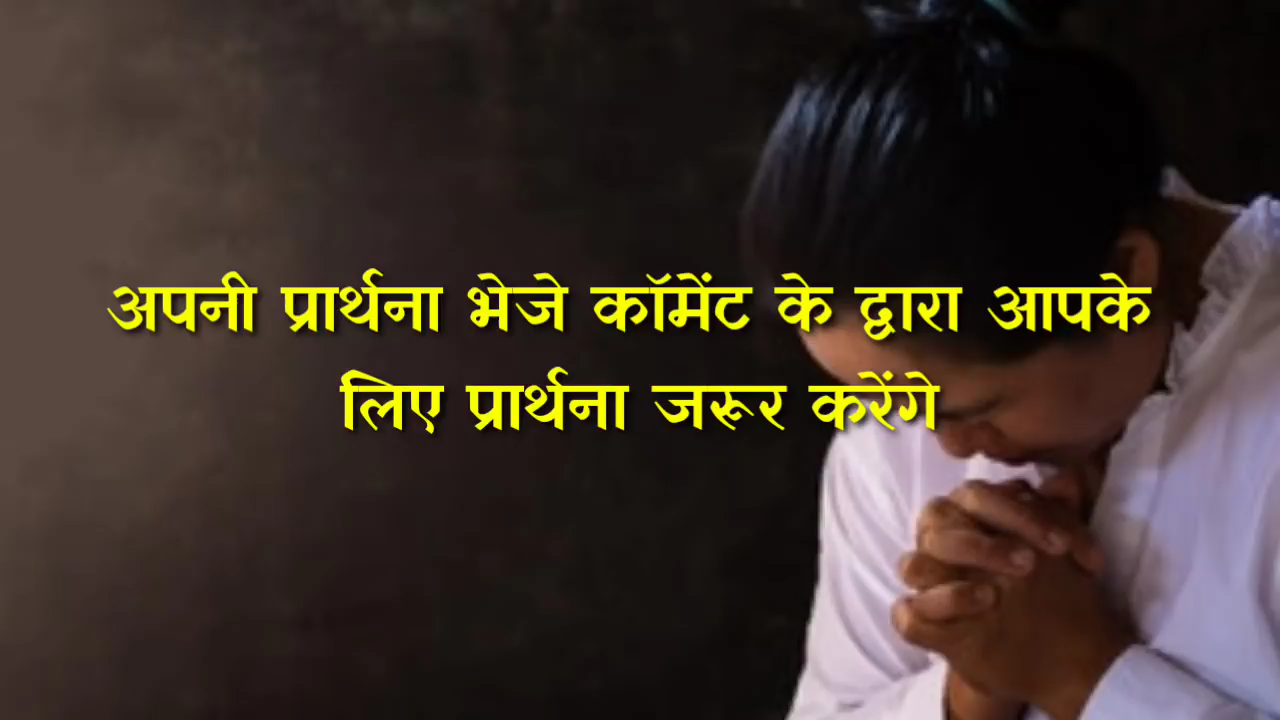 अपनी प्रार्थना भेजे कॉमेंट के द्वारा आपके
लिए प्रार्थना जरूर करेंगे